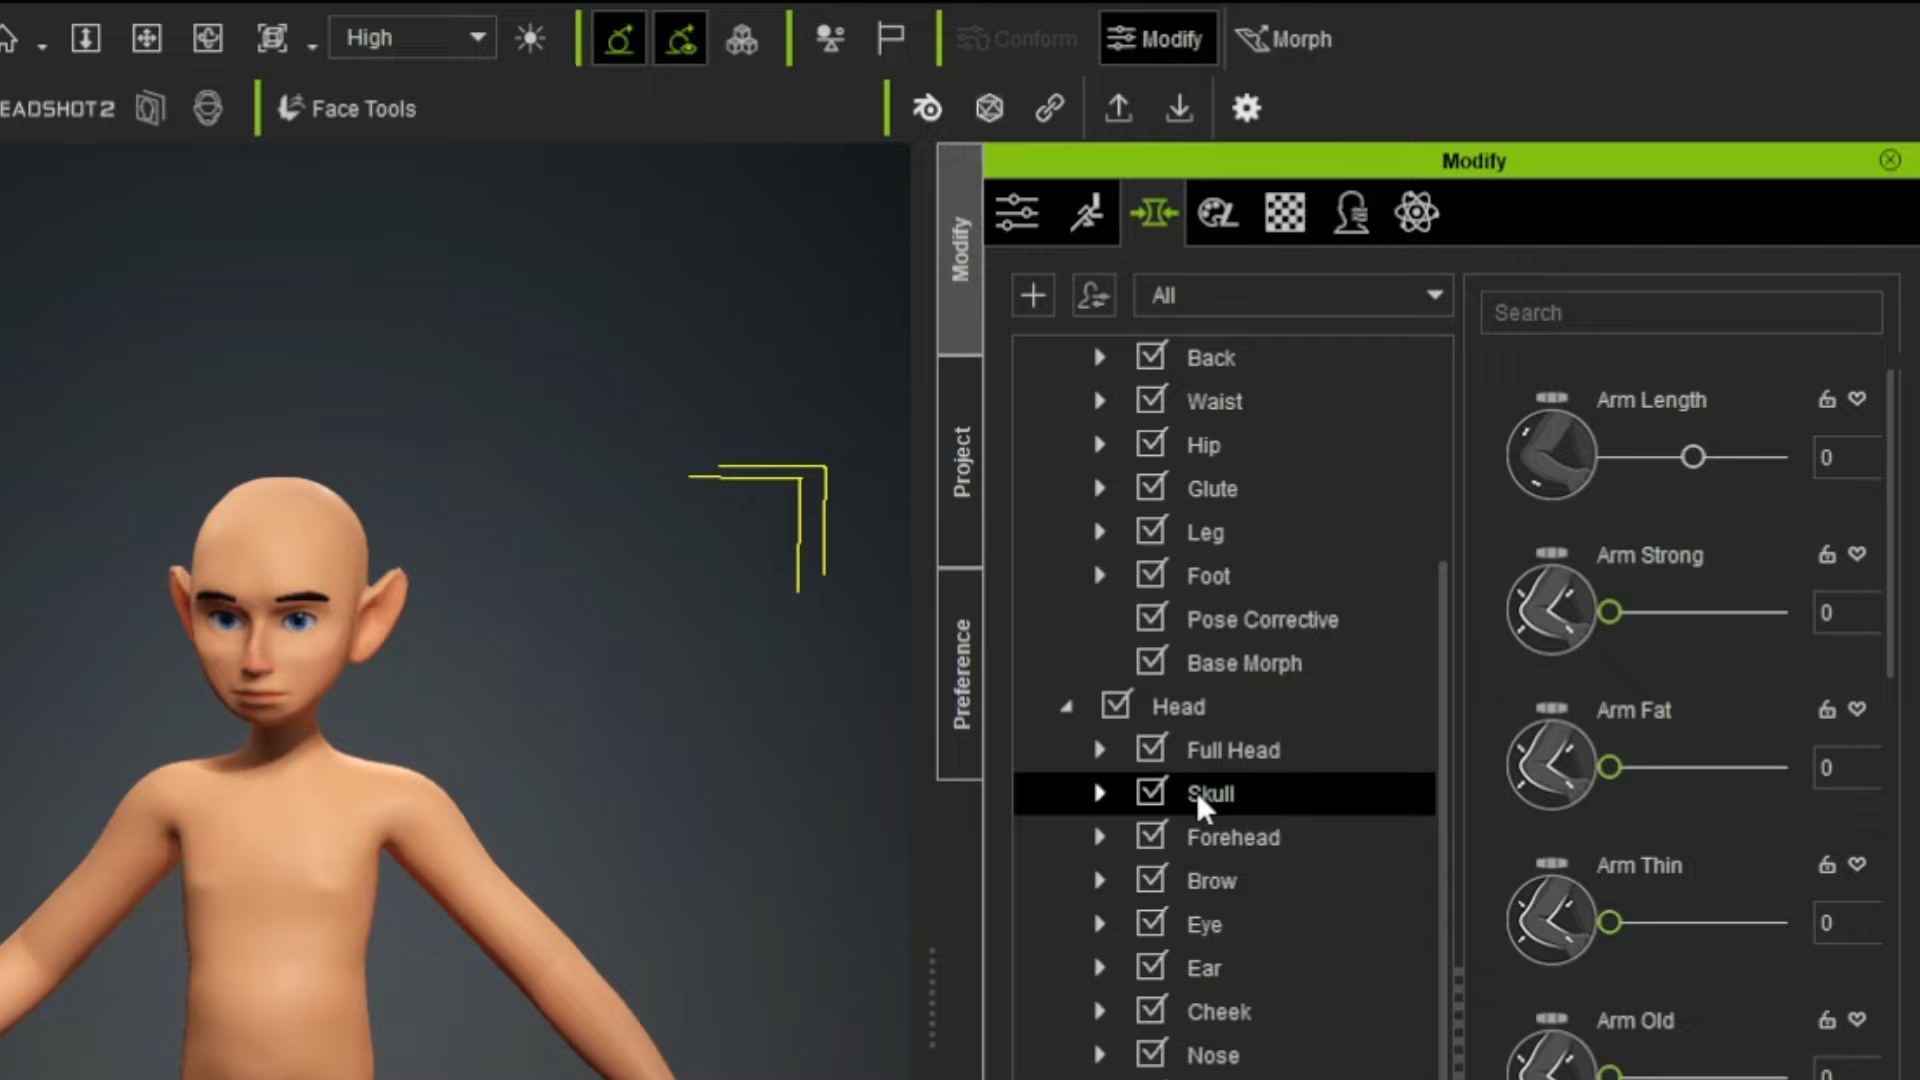 High
Conform
Modify
Morph
EADSHOT2
Face Tools
Modify
Modify
Project
Preference
All
Search
Back
Waist
Hip
Glute
Leg
Foot
Pose Corrective
Base Morph
Head
Full Head
Skull
Forehead
Brow
Eye
Ear
Cheek
Nose
Arm Length
0
Arm Strong
0
Arm Fat
0
Arm Thin
0
Arm Old
0